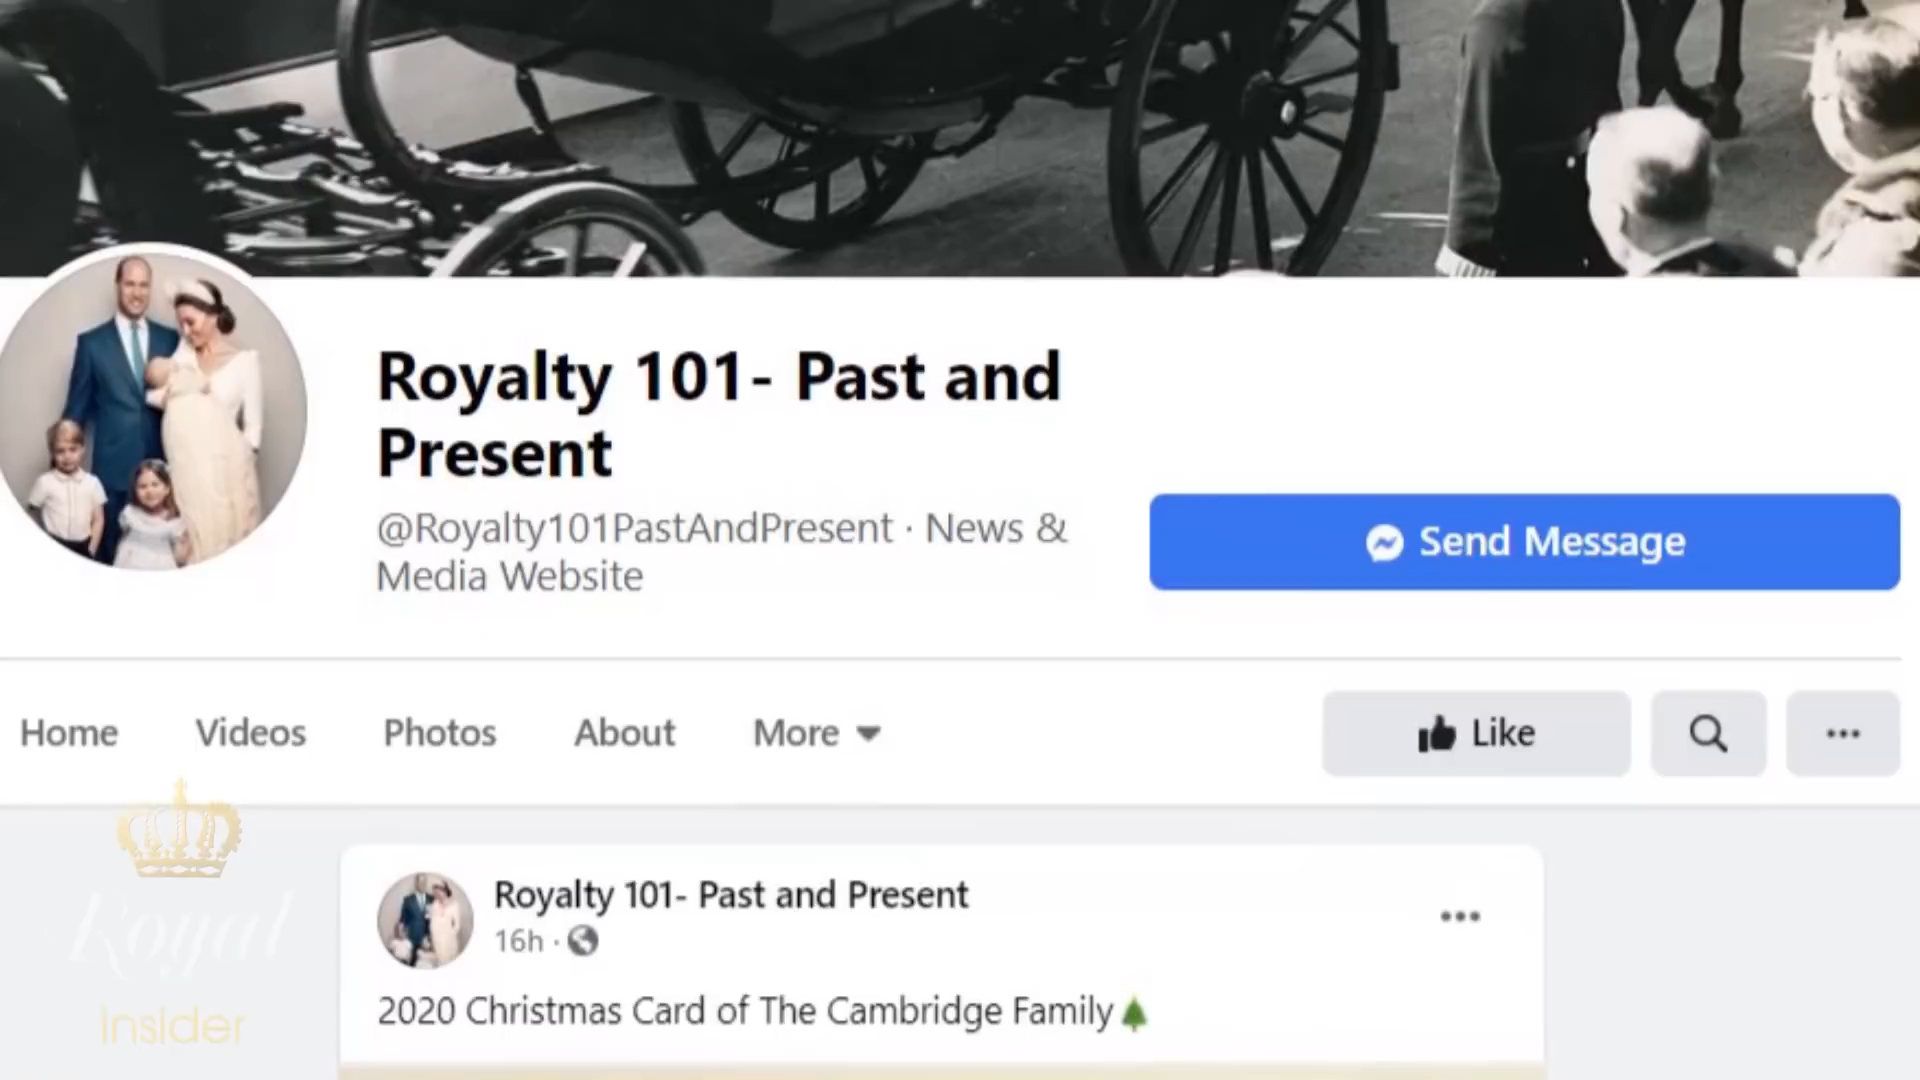 Royalty 101- Past and
Present
@Royalty101PastAndPresent · News &
Media Website
Send Message
Home
Videos
Photos
About
More
Like
Royalty 101- Past and Present
16h ·
2020 Christmas Card of The Cambridge Family🌲
Royal
Insider